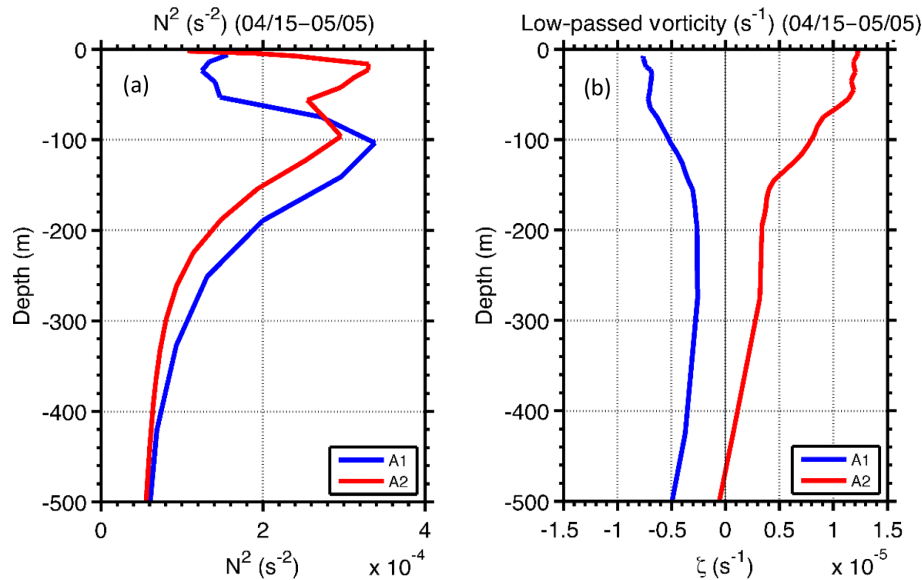 N² (s⁻²) (04/15−05/05)
(a)
Depth (m)
0
-100
-200
-300
-400
-500
A1
A2
0 2 4
N² (s⁻²)
x 10⁻⁴
Low-passed vorticity (s⁻¹) (04/15−05/05)
(b)
Depth (m)
0
-100
-200
-300
-400
-500
A1
A2
-1.5 -1 -0.5 0 0.5 1 1.5
ζ (s⁻¹)
x 10⁻⁵